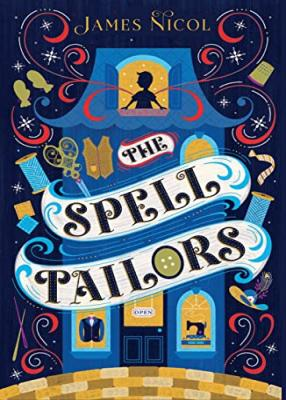 JAMES NICOL
THE
SPELL
TAILORS
OPEN